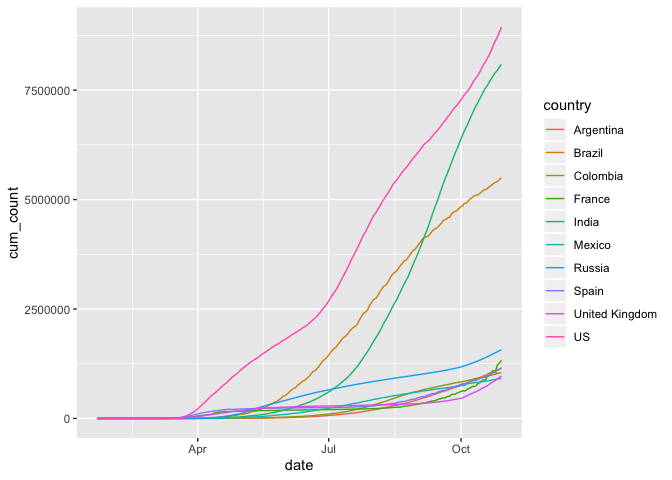 cum_count
7500000
5000000
2500000
0
Apr
Jul
Oct
date
country
Argentina
Brazil
Colombia
France
India
Mexico
Russia
Spain
United Kingdom
US